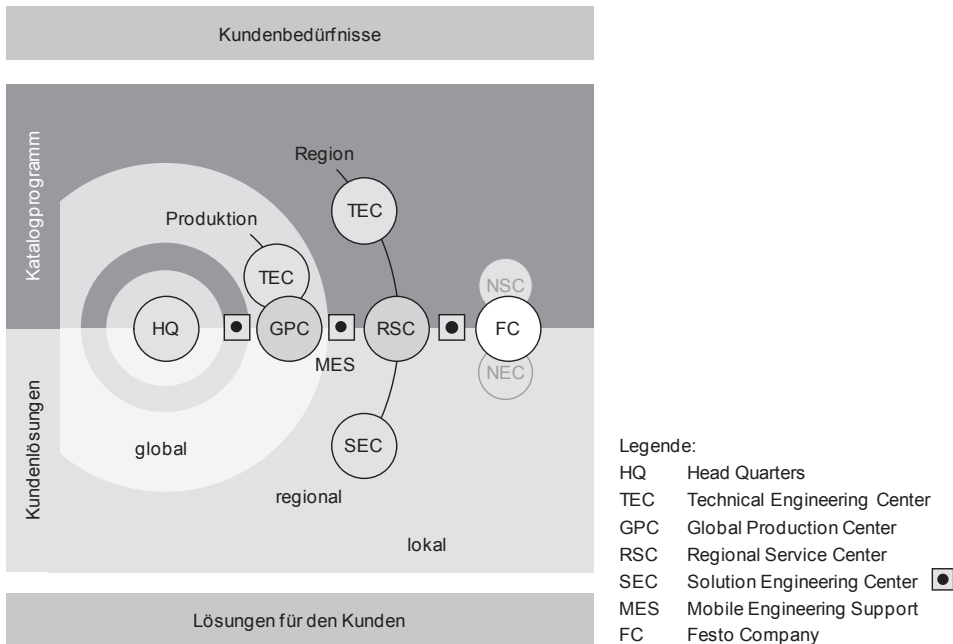 Kundenbedürfnisse
Katalogprogramm
Region
TEC
Produktion
TEC
NSC
HQ
GPC
RSC
FC
MES
NEC
Kundenlösungen
global
SEC
regional
lokal
Lösungen für den Kunden
Legende:
HQ Head Quarters
TEC Technical Engineering Center
GPC Global Production Center
RSC Regional Service Center
SEC Solution Engineering Center
MES Mobile Engineering Support
FC Festo Company